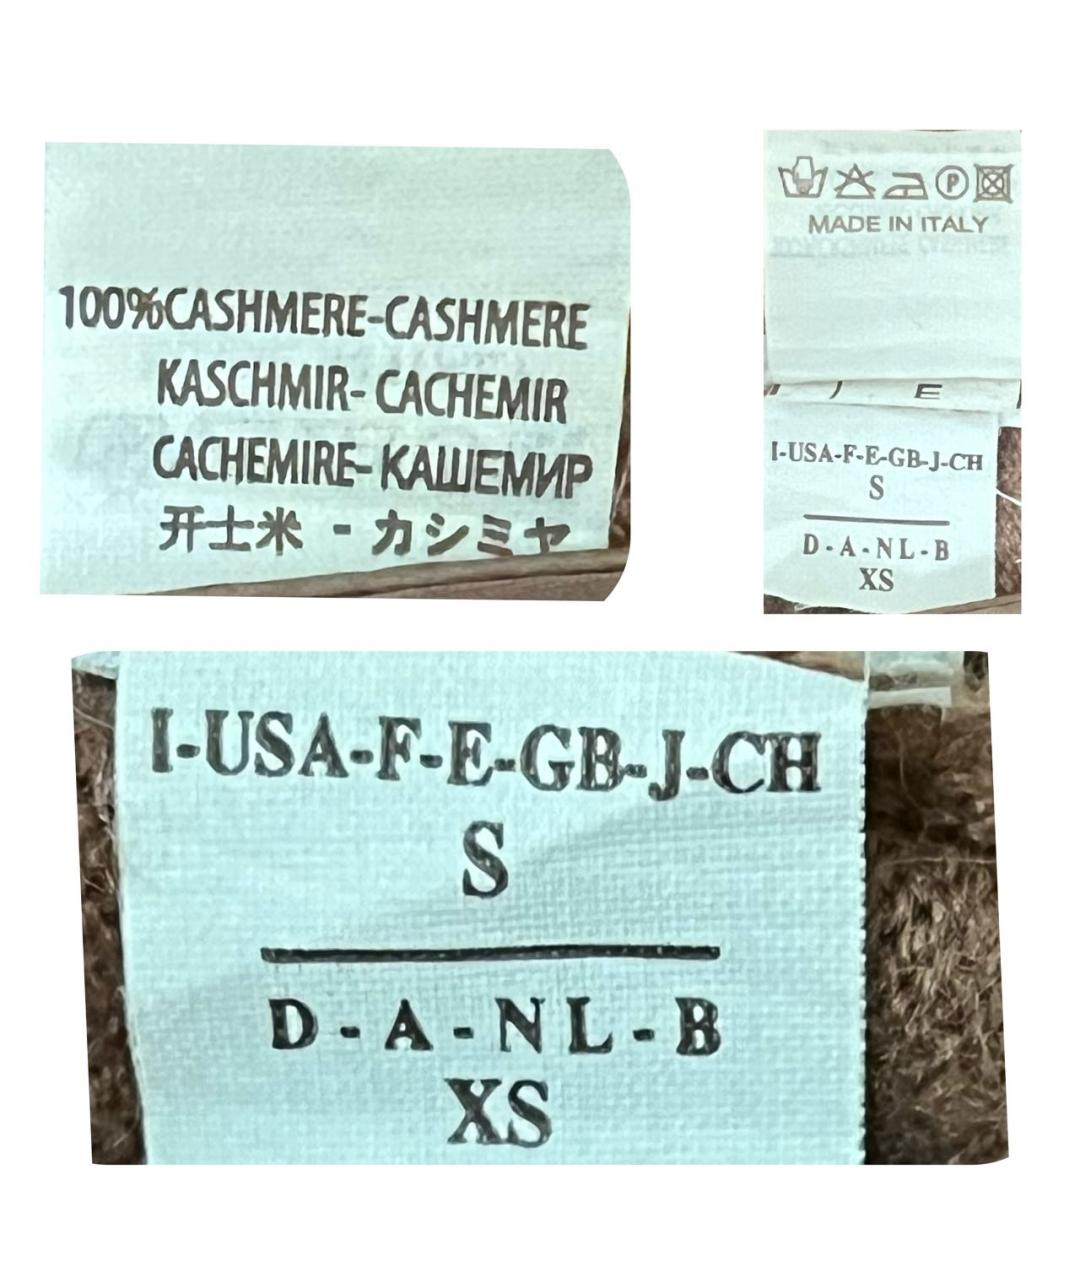 100%CASHMERE-CASHMERE
KASCHMIR- CACHEMIR
CACHEMIRE- КАШЕМИР
开士米 - カシミヤ
P
MADE IN ITALY
E
I-USA-F-E-GB-J-CH
S
D - A - NL - B
XS
I-USA-F-E-GB-J-CH
S
D - A - NL - B
XS